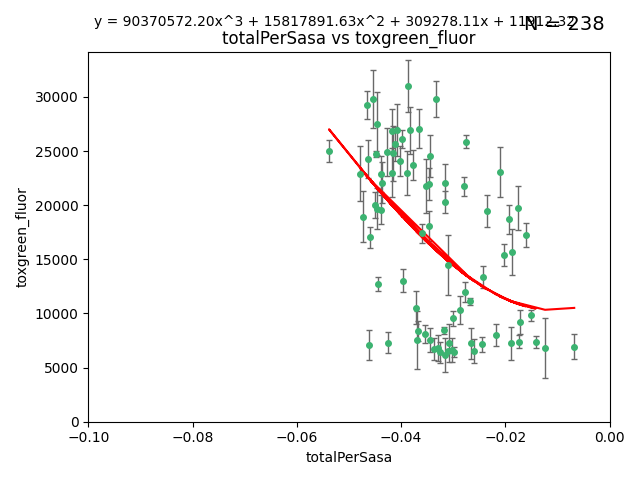 y = 90370572.20x^3 + 15817891.63x^2 + 309278.11x +
N = 238
totalPerSasa vs toxgreen_fluor
30000
25000
20000
15000
10000
5000
0
toxgreen_fluor
−0.10 −0.08 −0.06 −0.04 −0.02 0.00
totalPerSasa